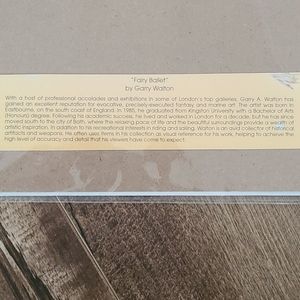 "Fairy Ballet"
by Garry Walton
With a host of professional accolades and exhibitions in some of London's top galleries, Garry A. Walton has
gained an excellent reputation for evocative, precisely-executed fantasy and marine art. The artist was born in
Eastbourne, on the south coast of England. In 1985, he graduated from Kingston University with a Bachelor of Arts
(Honours) degree. Following his academic success, he lived and worked in London for a decade, but he has since
moved south to the city of Bath, where the relaxing pace of life and the beautiful surroundings provide a wealth of
artistic inspiration. In addition to his recreational interests in riding and sailing, Walton is an avid collector of historical
artifacts and weapons. He often uses items in his collection as visual reference for his work, helping to achieve the
high level of accuracy and detail that his viewers have come to expect.